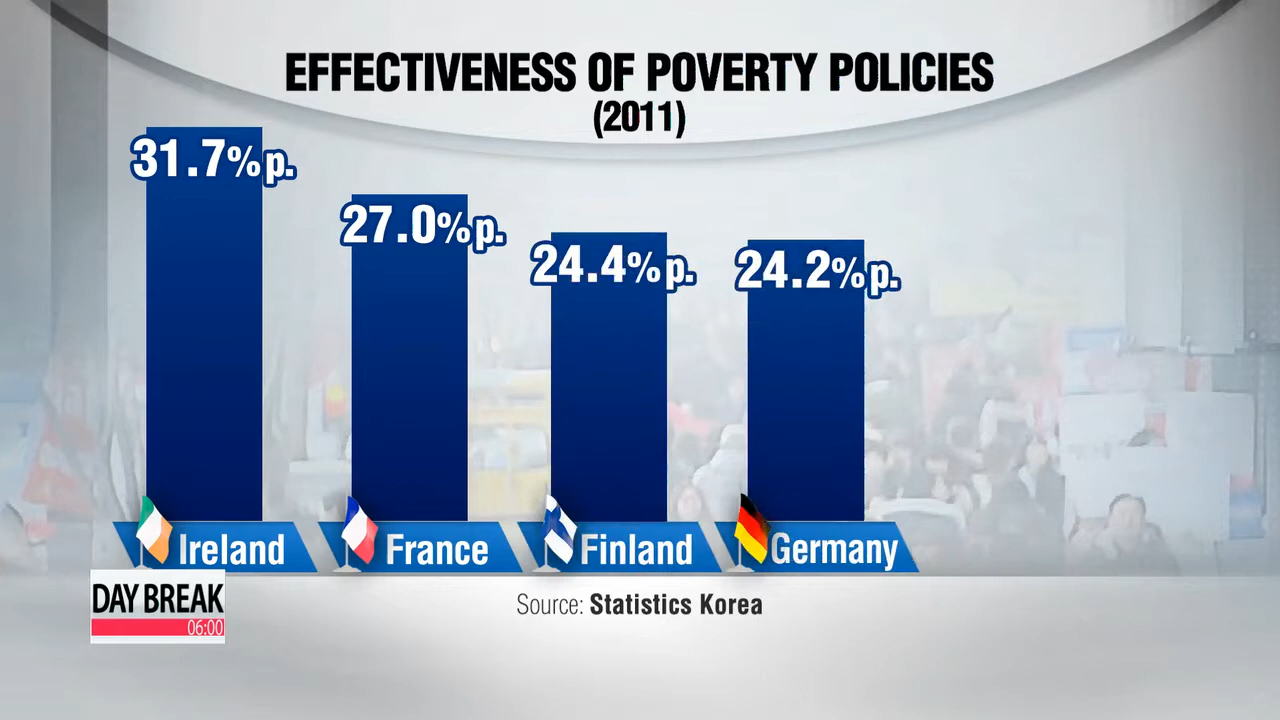 EFFECTIVENESS OF POVERTY POLICIES
(2011)
31.7%p.
27.0%p.
24.4%p.
24.2%p.
Ireland
France
Finland
Germany
DAY BREAK
06:00
Source: Statistics Korea